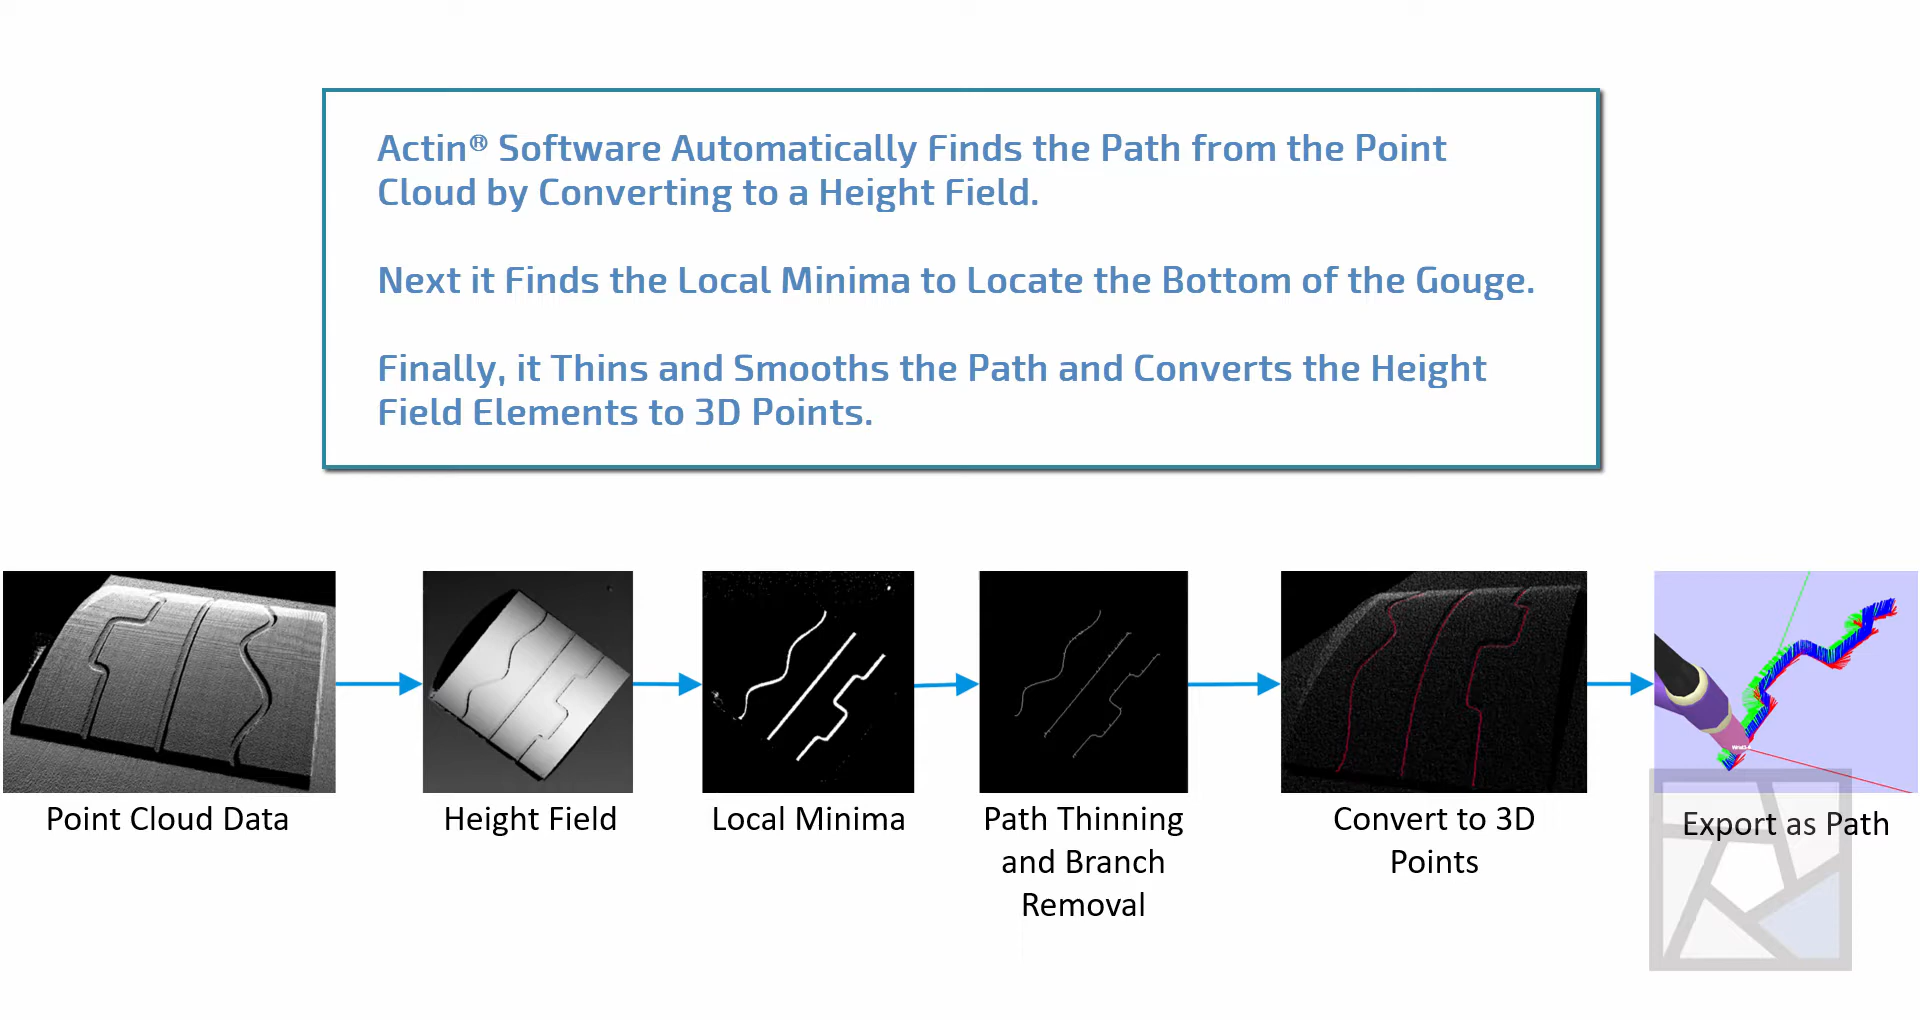 Actin® Software Automatically Finds the Path from the Point
Cloud by Converting to a Height Field.
Next it Finds the Local Minima to Locate the Bottom of the Gouge.
Finally, it Thins and Smooths the Path and Converts the Height
Field Elements to 3D Points.
Point Cloud Data
Height Field
Local Minima
Path Thinning
and Branch
Removal
Convert to 3D
Points
Export as Path